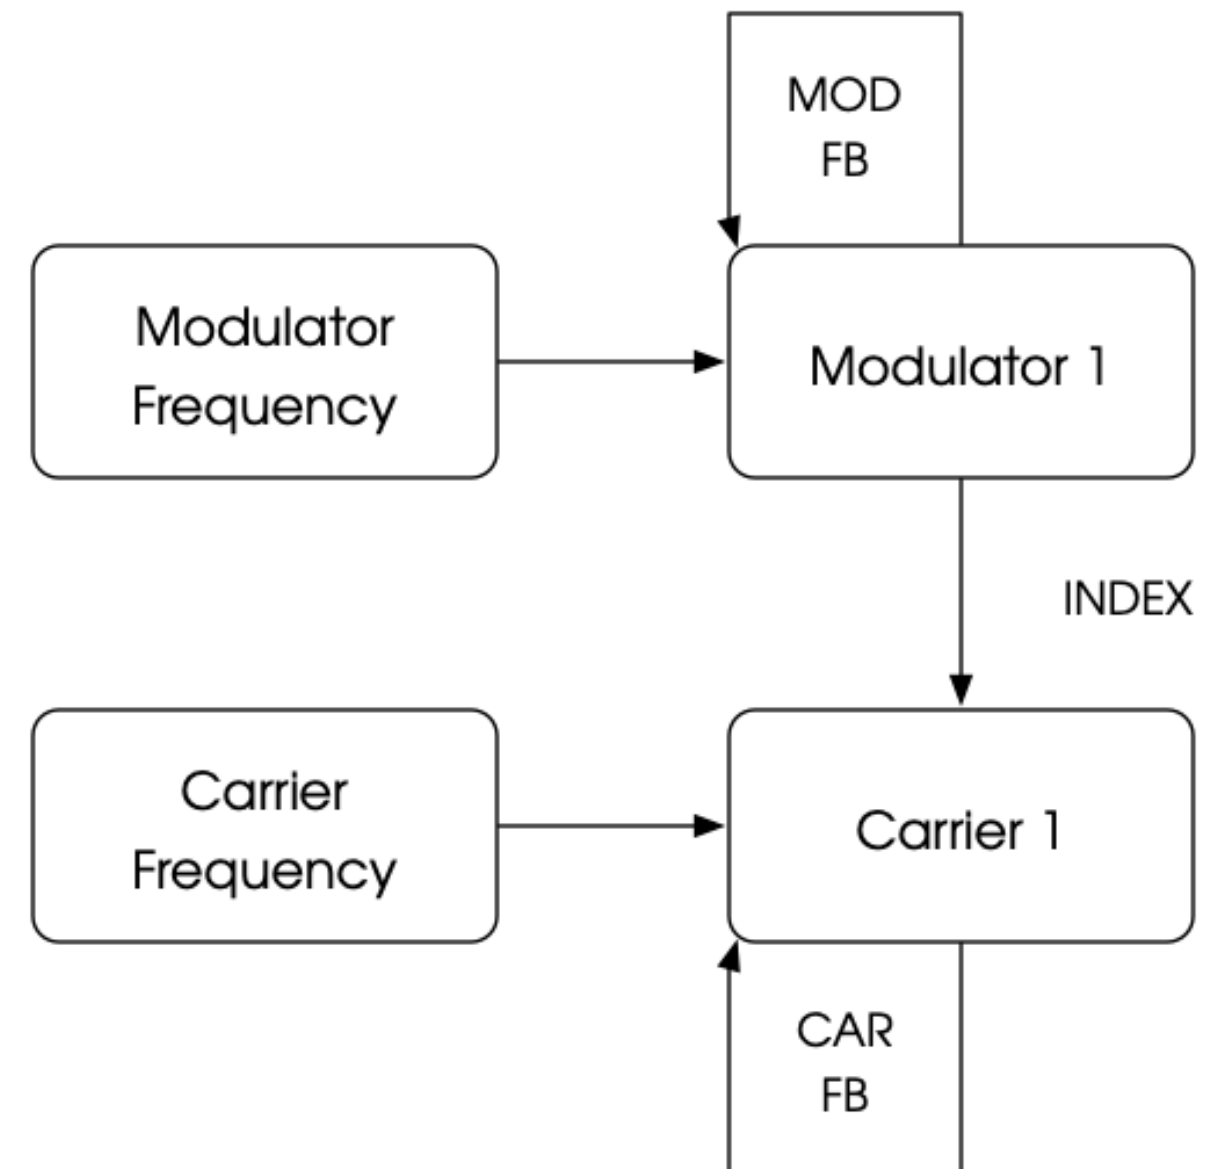 MOD
FB
Modulator
Frequency
Modulator 1
INDEX
Carrier
Frequency
Carrier 1
CAR
FB